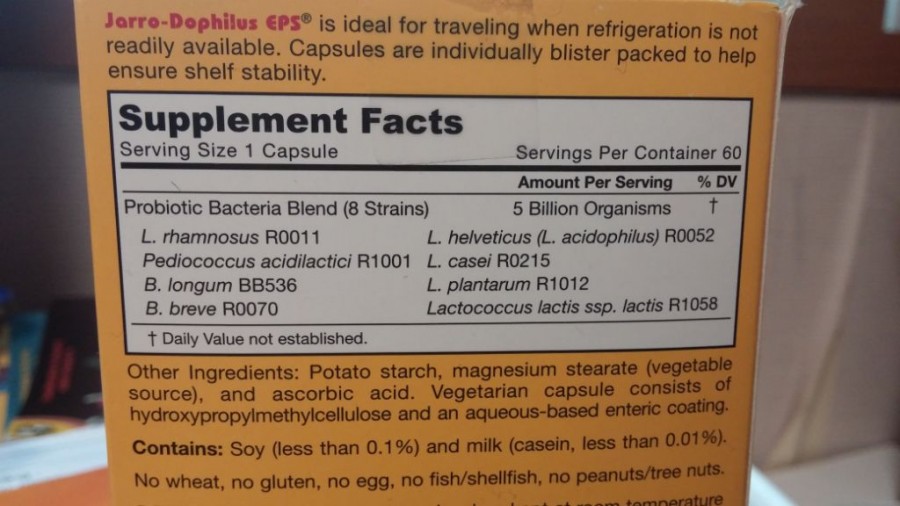 Jarro-Dophilus EPS® is ideal for traveling when refrigeration is not
readily available. Capsules are individually blister packed to help
ensure shelf stability.
Supplement Facts
Serving Size 1 Capsule Servings Per Container 60
Amount Per Serving % DV
Probiotic Bacteria Blend (8 Strains) 5 Billion Organisms †
L. rhamnosus R0011 L. helveticus (L. acidophilus) R0052
Pediococcus acidilactici R1001 L. casei R0215
B. longum BB536 L. plantarum R1012
B. breve R0070 Lactococcus lactis ssp. lactis R1058
† Daily Value not established.
Other Ingredients: Potato starch, magnesium stearate (vegetable
source), and ascorbic acid. Vegetarian capsule consists of
hydroxypropylmethylcellulose and an aqueous-based enteric coating.
Contains: Soy (less than 0.1%) and milk (casein, less than 0.01%).
No wheat, no gluten, no egg, no fish/shellfish, no peanuts/tree nuts.
at room temperature